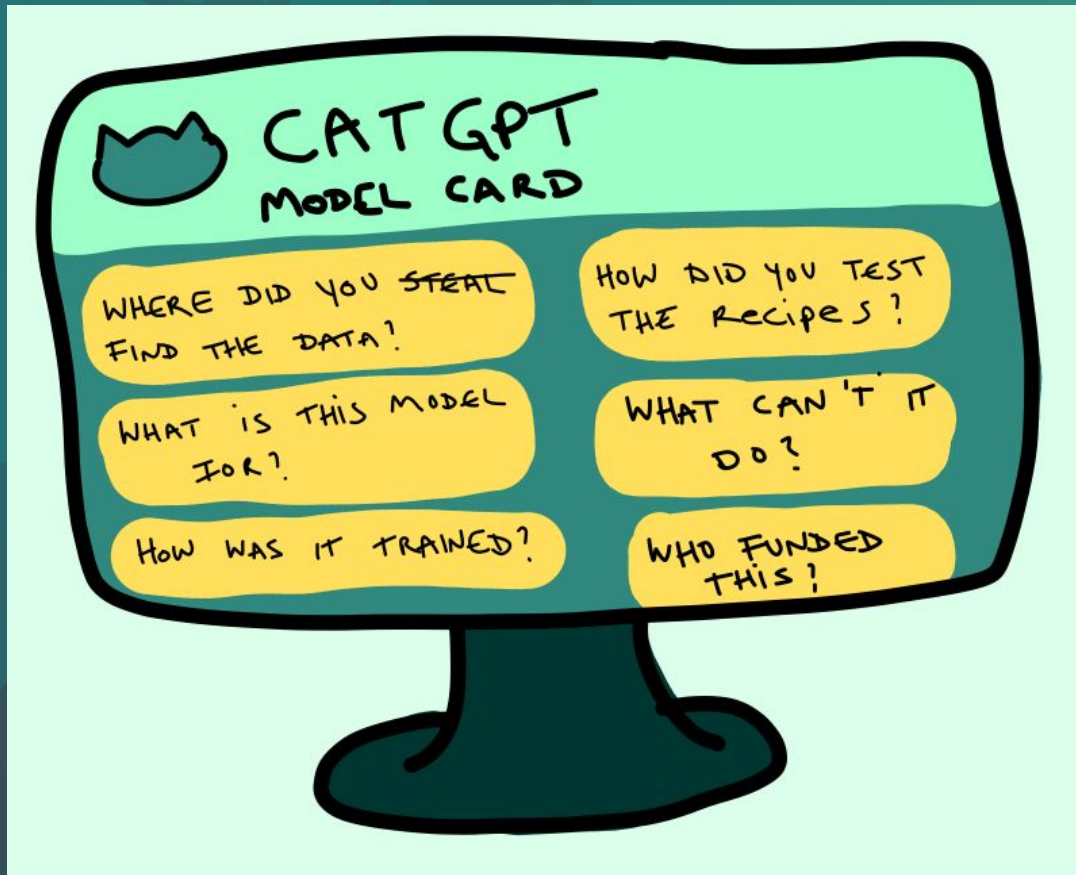 CAT GPT
MODEL CARD
WHERE DID YOU STEAL
FIND THE DATA?
HOW DID YOU TEST
THE Recipes?
WHAT iS THIS MODEL
FOR?
WHAT CAN'T IT
DO?
HOW WAS IT TRAINED?
WHO FUNDED
THiS?